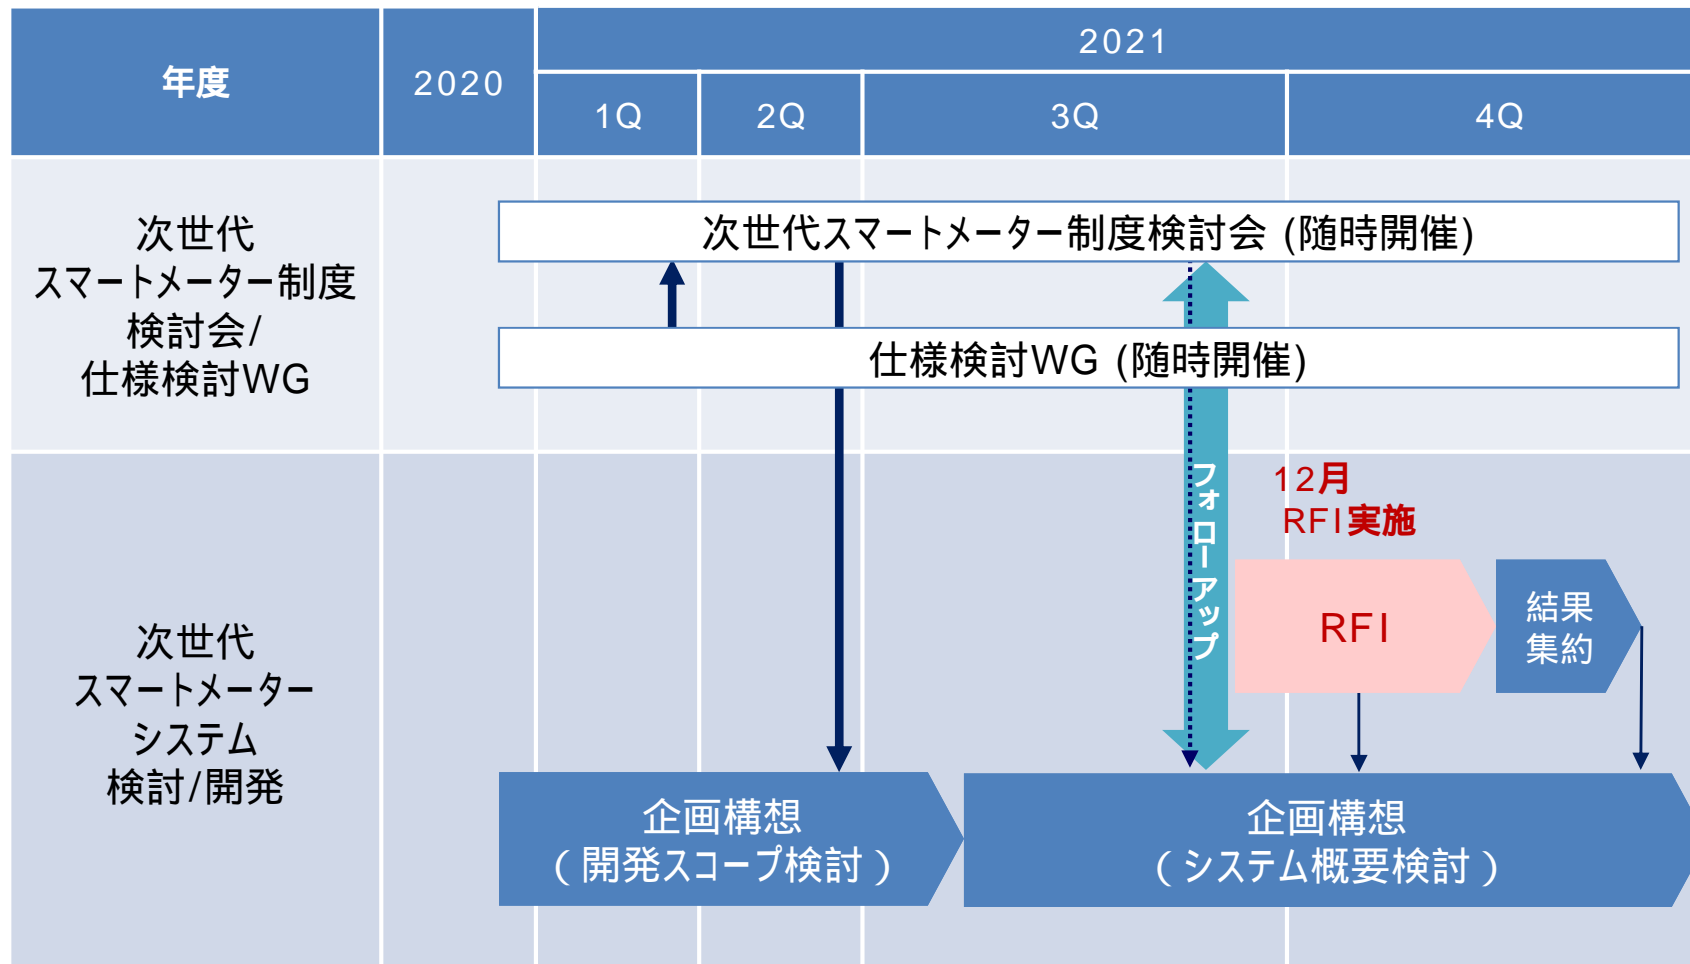 年度
2020
2021
1Q
2Q
3Q
4Q
次世代
スマートメーター制度
検討会/
仕様検討WG
次世代スマートメーター制度検討会 (随時開催)
仕様検討WG (随時開催)
次世代
スマートメーター
システム
検討/開発
フォローアップ
12月
RFI実施
RFI
結果
集約
企画構想
（開発スコープ検討）
企画構想
（システム概要検討）